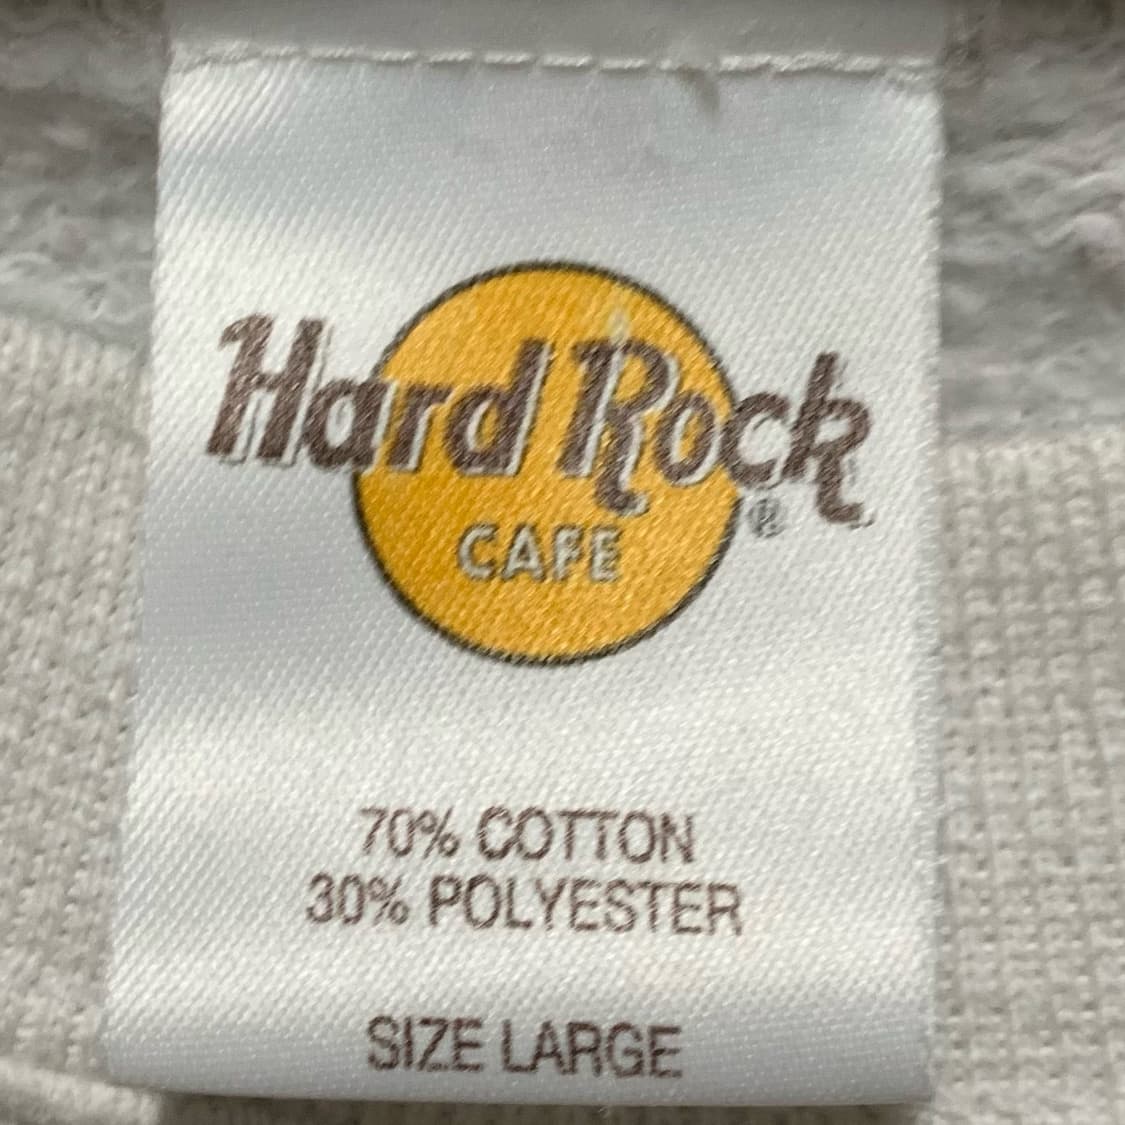 Hard Rock
®
CAFE
70% COTTON
30% POLYESTER
SIZE LARGE